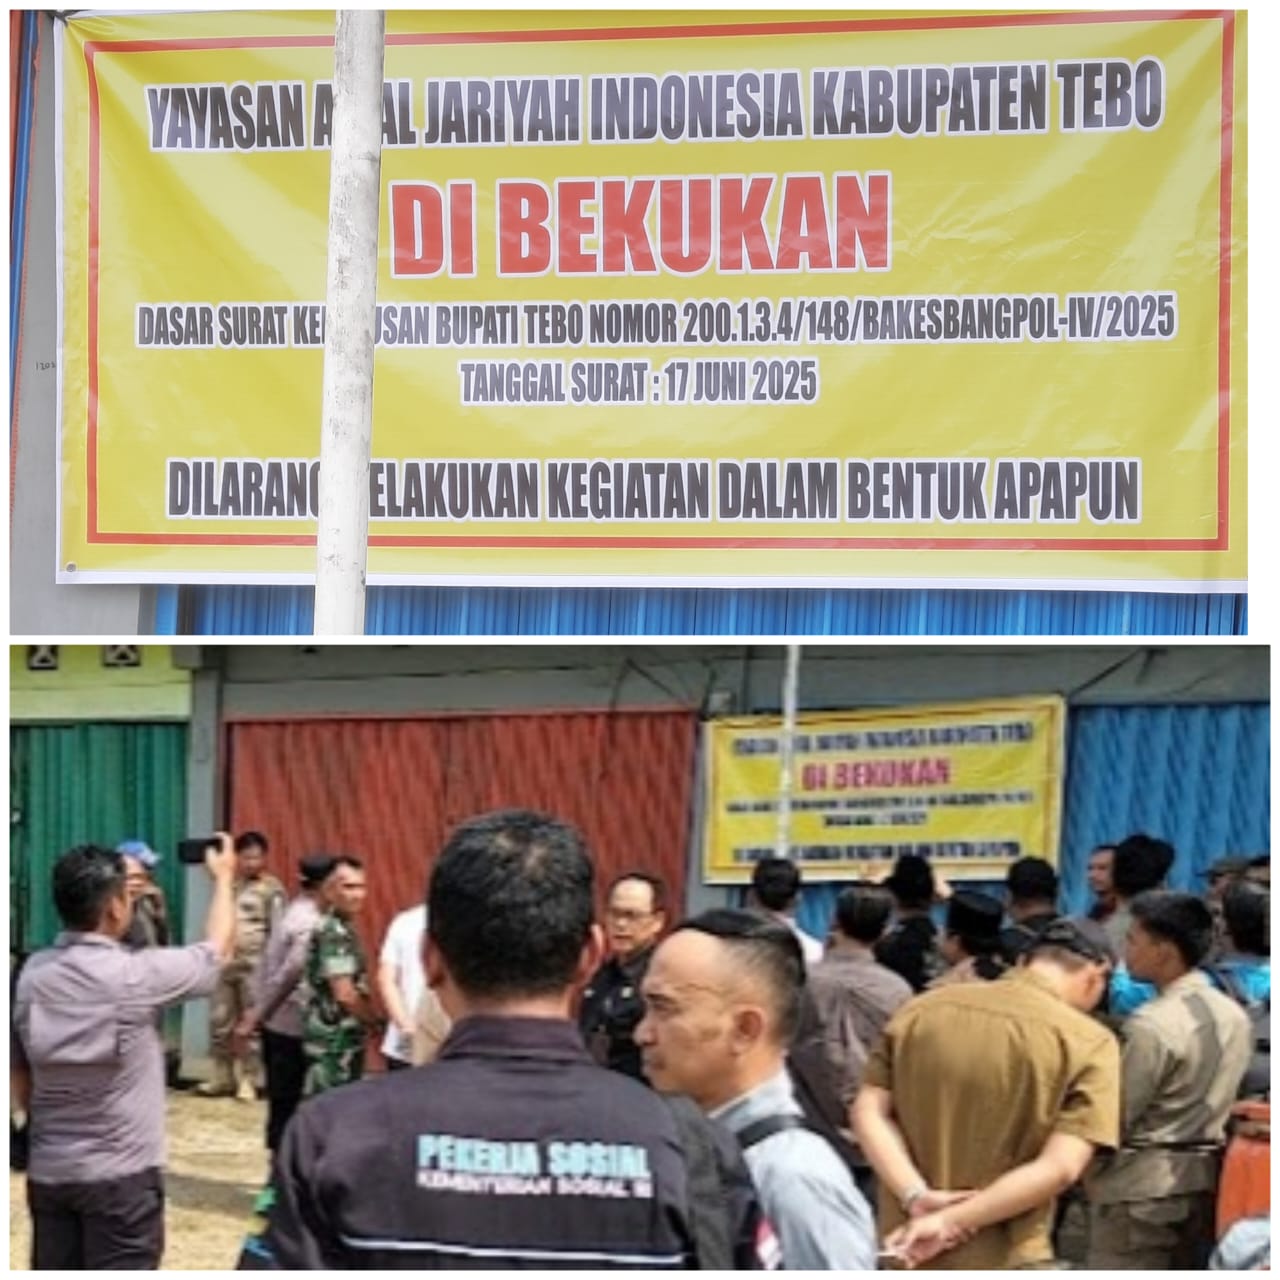 YAYASAN A AL JARIYAH INDONESIA KABUPATEN TEBO
DI BEKUKAN
DASAR SURAT KE USAN BUPATI TEBO NOMOR 200.1.3.4/148/BAKESBANGPOL-IV/2025
TANGGAL SURAT : 17 JUNI 2025
DILARANG ELAKUKAN KEGIATAN DALAM BENTUK APAPUN
DI BEKUKAN
PEKERJA SOSIAL
KEMENTERIAN SOSIAL RI